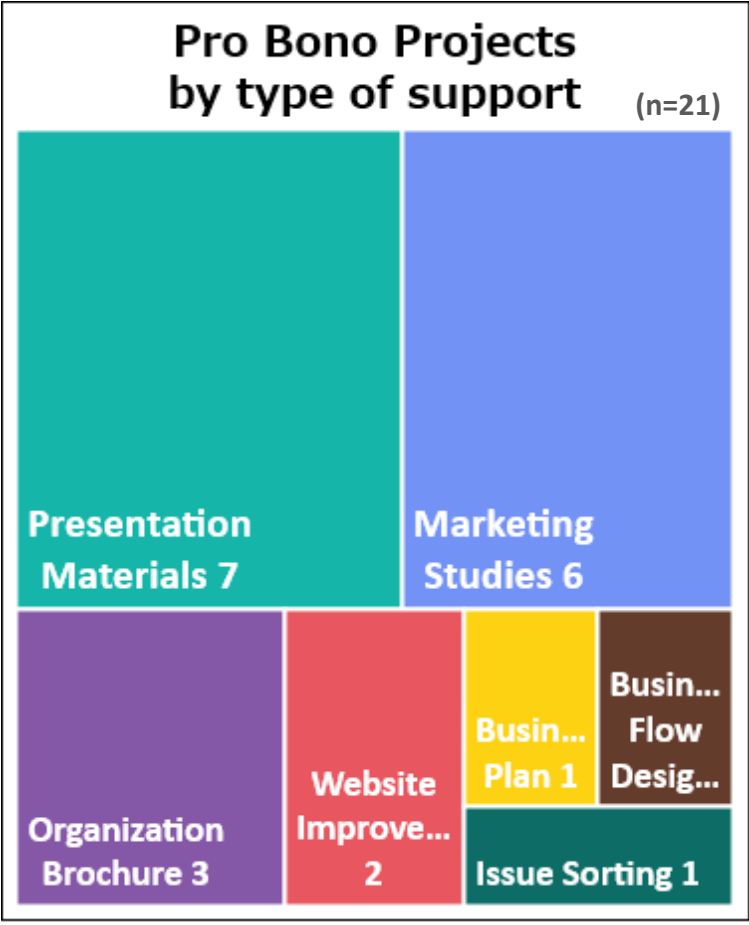 Pro Bono Projects
by type of support
(n=21)
Presentation
Materials 7
Marketing
Studies 6
Organization
Brochure 3
Website
Improve...
2
Busin...
Plan 1
Busin...
Flow
Desig...
Issue Sorting 1